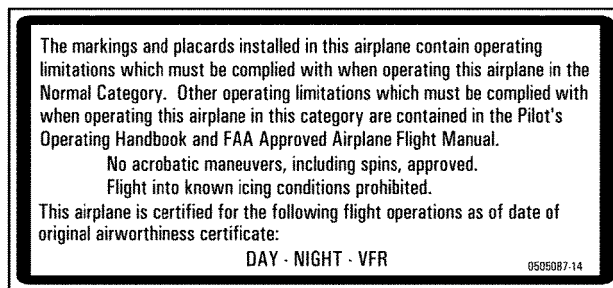 The markings and placards installed in this airplane contain operating
limitations which must be complied with when operating this airplane in the
Normal Category. Other operating limitations which must be complied with
when operating this airplane in this category are contained in the Pilot's
Operating Handbook and FAA Approved Airplane Flight Manual.
No acrobatic maneuvers, including spins, approved.
Flight into known icing conditions prohibited.
This airplane is certified for the following flight operations as of date of
original airworthiness certificate:
DAY - NIGHT - VFR
0505087-14